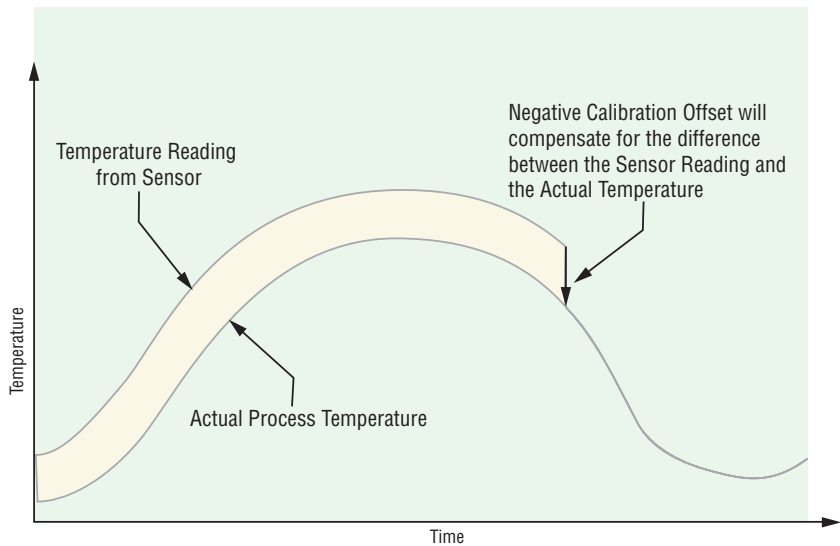 Negative Calibration Offset will
compensate for the difference
between the Sensor Reading and
the Actual Temperature
Temperature Reading
from Sensor
Temperature
Actual Process Temperature
Time